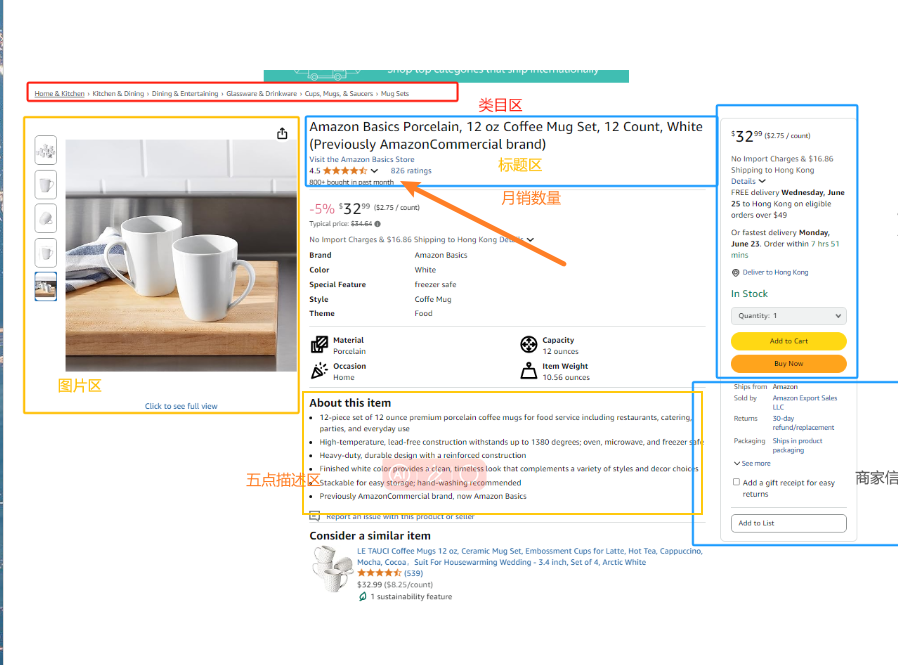 Shop top categories that ship internationally
Home & Kitchen › Kitchen & Dining › Dining & Entertaining › Glassware & Drinkware › Cups, Mugs, & Saucers › Mug Sets
类目区
Amazon Basics Porcelain, 12 oz Coffee Mug Set, 12 Count, White
(Previously AmazonCommercial brand)
Visit the Amazon Basics Store
标题区
4.5 826 ratings
800+ bought in past month
月销数量
-5% $32.99 ($2.75 / count)
Typical price: $34.64
No Import Charges & $16.86 Shipping to Hong Kong
Brand Amazon Basics
Color White
Special Feature freezer safe
Style Coffe Mug
Theme Food
Material
Porcelain
Capacity
12 ounces
Occasion
Home
Item Weight
10.56 ounces
图片区
Click to see full view
About this item
12-piece set of 12 ounce premium porcelain coffee mugs for food service including restaurants, catering,
parties, and everyday use
High-temperature, lead-free construction withstands up to 1380 degrees; oven, microwave, and freezer safe
Heavy-duty, durable design with a reinforced construction
Finished white color provides a clean, timeless look that complements a variety of styles and decor choices
Stackable for easy storage; hand-washing recommended
Previously AmazonCommercial brand, now Amazon Basics
五点描述区
Report an issue with this product or seller
Consider a similar item
LE TAUCI Coffee Mugs 12 oz, Ceramic Mug Set, Embossment Cups for Latte, Hot Tea, Cappuccino,
Mocha, Cocoa, Suit For Housewarming Wedding - 3.4 inch, Set of 4, Arctic White
(539)
$32.99 ($8.25/count)
1 sustainability feature
$32.99 ($2.75 / count)
No Import Charges & $16.86
Shipping to Hong Kong
Details
FREE delivery Wednesday, June
25 to Hong Kong on eligible
orders over $49
Or fastest delivery Monday,
June 23. Order within 7 hrs 51
mins
Deliver to Hong Kong
In Stock
Quantity: 1
Add to Cart
Buy Now
Ships from Amazon
Sold by Amazon Export Sales
LLC
Returns 30-day
refund/replacement
Packaging Ships in product
packaging
See more
Add a gift receipt for easy
returns
Add to List
商家信